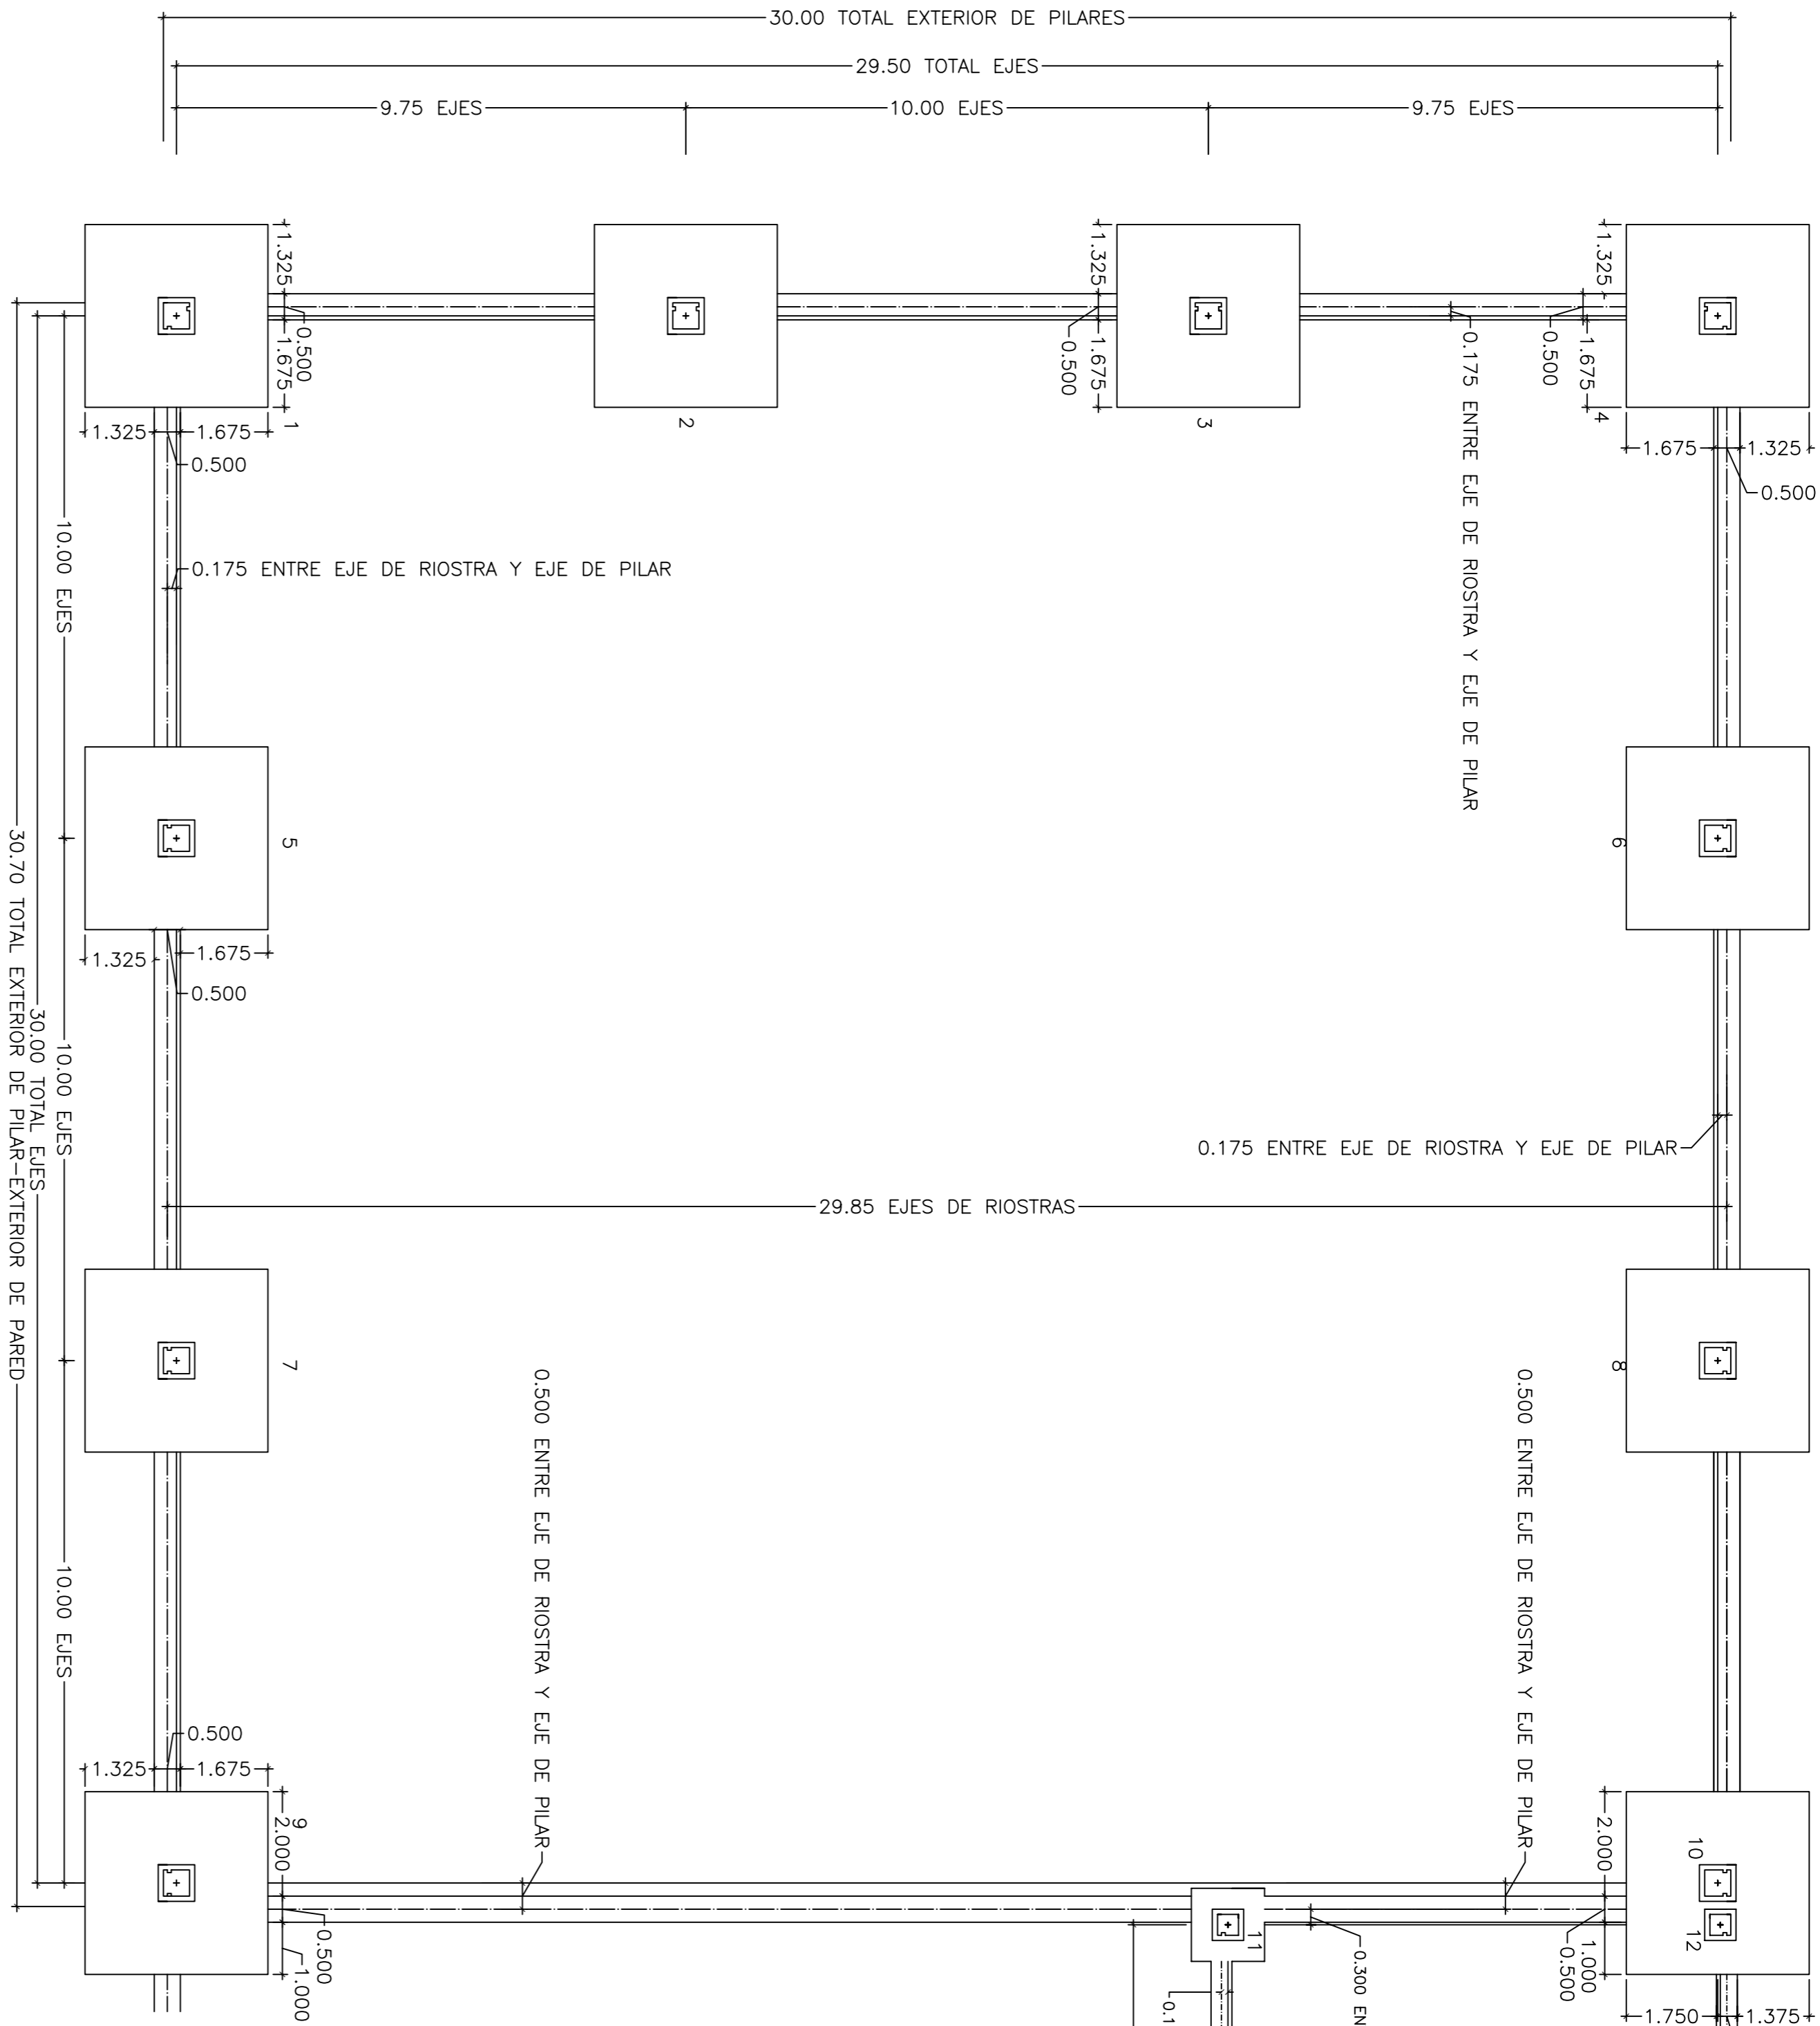 30.00 TOTAL EXTERIOR DE PILARES
29.50 TOTAL EJES
9.75 EJES
10.00 EJES
9.75 EJES
1.325
0.500
1.675
1
2
1.325
0.500
1.675
3
1.325
0.500
1.675
4
0.175 ENTRE EJE DE RIOSTRA Y EJE DE PILAR
1.325
1.675
0.500
1.675
1.325
0.500
0.175 ENTRE EJE DE RIOSTRA Y EJE DE PILAR
10.00 EJES
5
6
1.325
1.675
0.500
10.00 EJES
30.00 TOTAL EJES
30.70 TOTAL EXTERIOR DE PILAR-EXTERIOR DE PARED
0.175 ENTRE EJE DE RIOSTRA Y EJE DE PILAR
29.85 EJES DE RIOSTRAS
7
8
0.500 ENTRE EJE DE RIOSTRA Y EJE DE PILAR
0.500 ENTRE EJE DE RIOSTRA Y EJE DE PILAR
10.00 EJES
0.500
1.325
1.675
9
2.000
0.500
1.000
2.000
10
12
11
1.000
0.500
0.300 EN
0.1
1.750
1.375